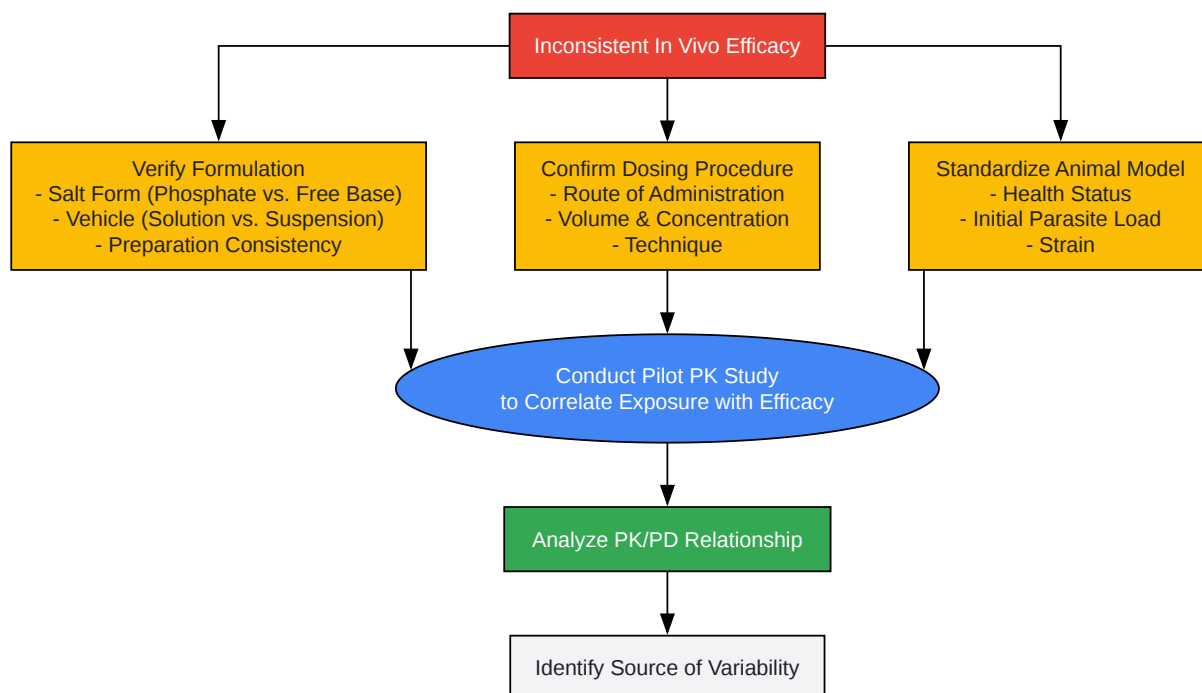 Inconsistent In Vivo Efficacy
Verify Formulation
- Salt Form (Phosphate vs. Free Base)
- Vehicle (Solution vs. Suspension)
- Preparation Consistency
Confirm Dosing Procedure
- Route of Administration
- Volume & Concentration
- Technique
Standardize Animal Model
- Health Status
- Initial Parasite Load
- Strain
Conduct Pilot PK Study
to Correlate Exposure with Efficacy
Analyze PK/PD Relationship
Identify Source of Variability